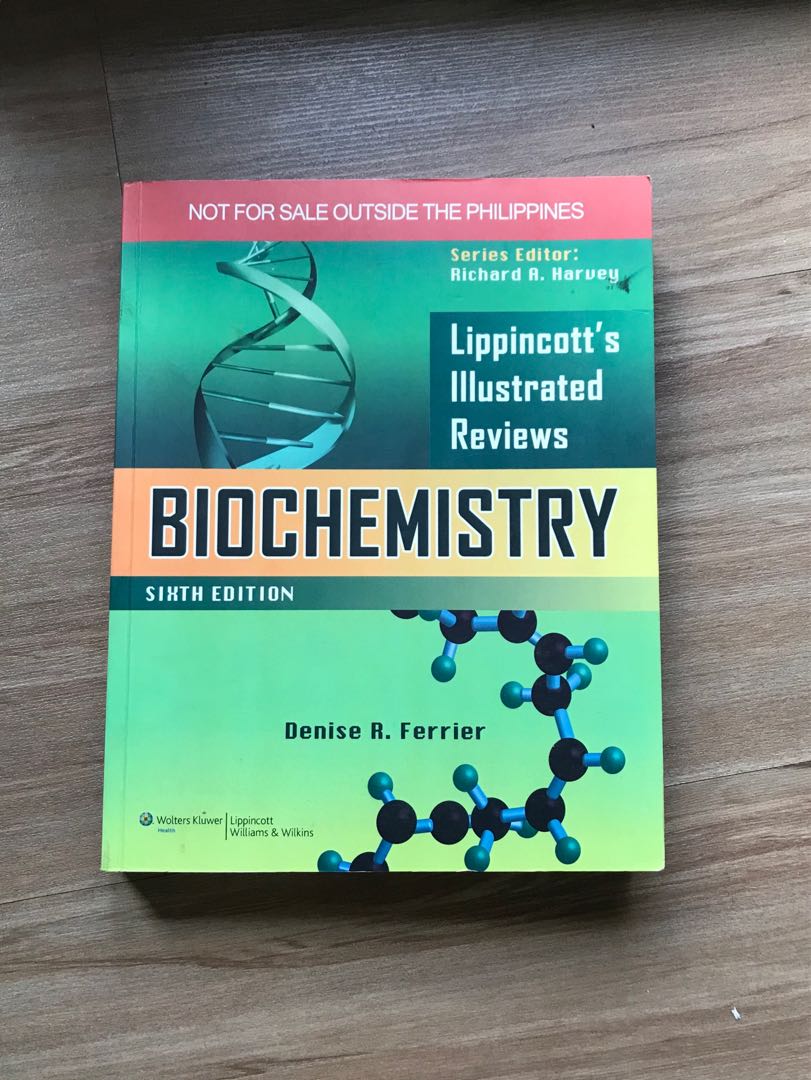 NOT FOR SALE OUTSIDE THE PHILIPPINES
Series Editor:
Richard A. Harvey
Lippincott's
Illustrated
Reviews
BIOCHEMISTRY
SIXTH EDITION
Denise R. Ferrier
Wolters Kluwer
Health
Lippincott
Williams & Wilkins